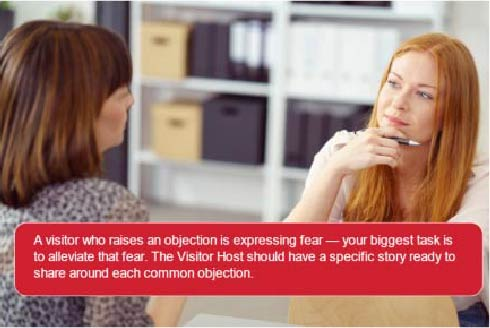 A visitor who raises an objection is expressing fear — your biggest task is
to alleviate that fear. The Visitor Host should have a specific story ready to
share around each common objection.